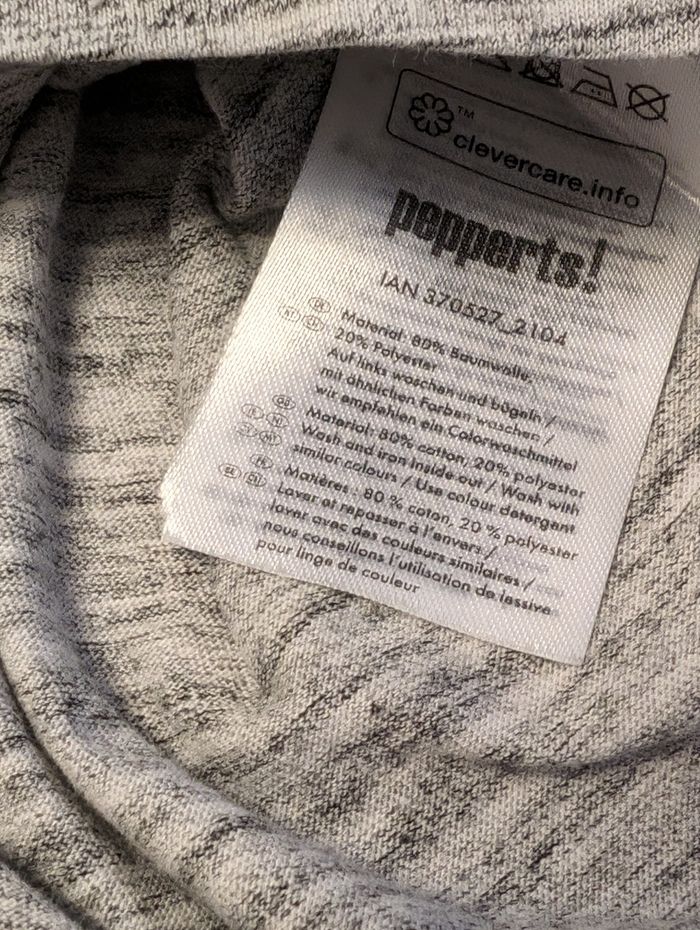 clevercare.info
TM
pepperts!
IAN 370527_2104
DE AT CH Material: 80% Baumwolle,
20% Polyester
Auf links waschen und bügeln /
mit ähnlichen Farben waschen /
wir empfehlen ein Colorwaschmittel
Material: 80% cotton, 20% polyester
Wash and iron inside out / Wash with
similar colours / Use colour detergent
Matières : 80 % coton, 20 % polyester
Laver et repasser à l'envers /
laver avec des couleurs similaires /
nous conseillons l'utilisation de lessive
pour linge de couleur